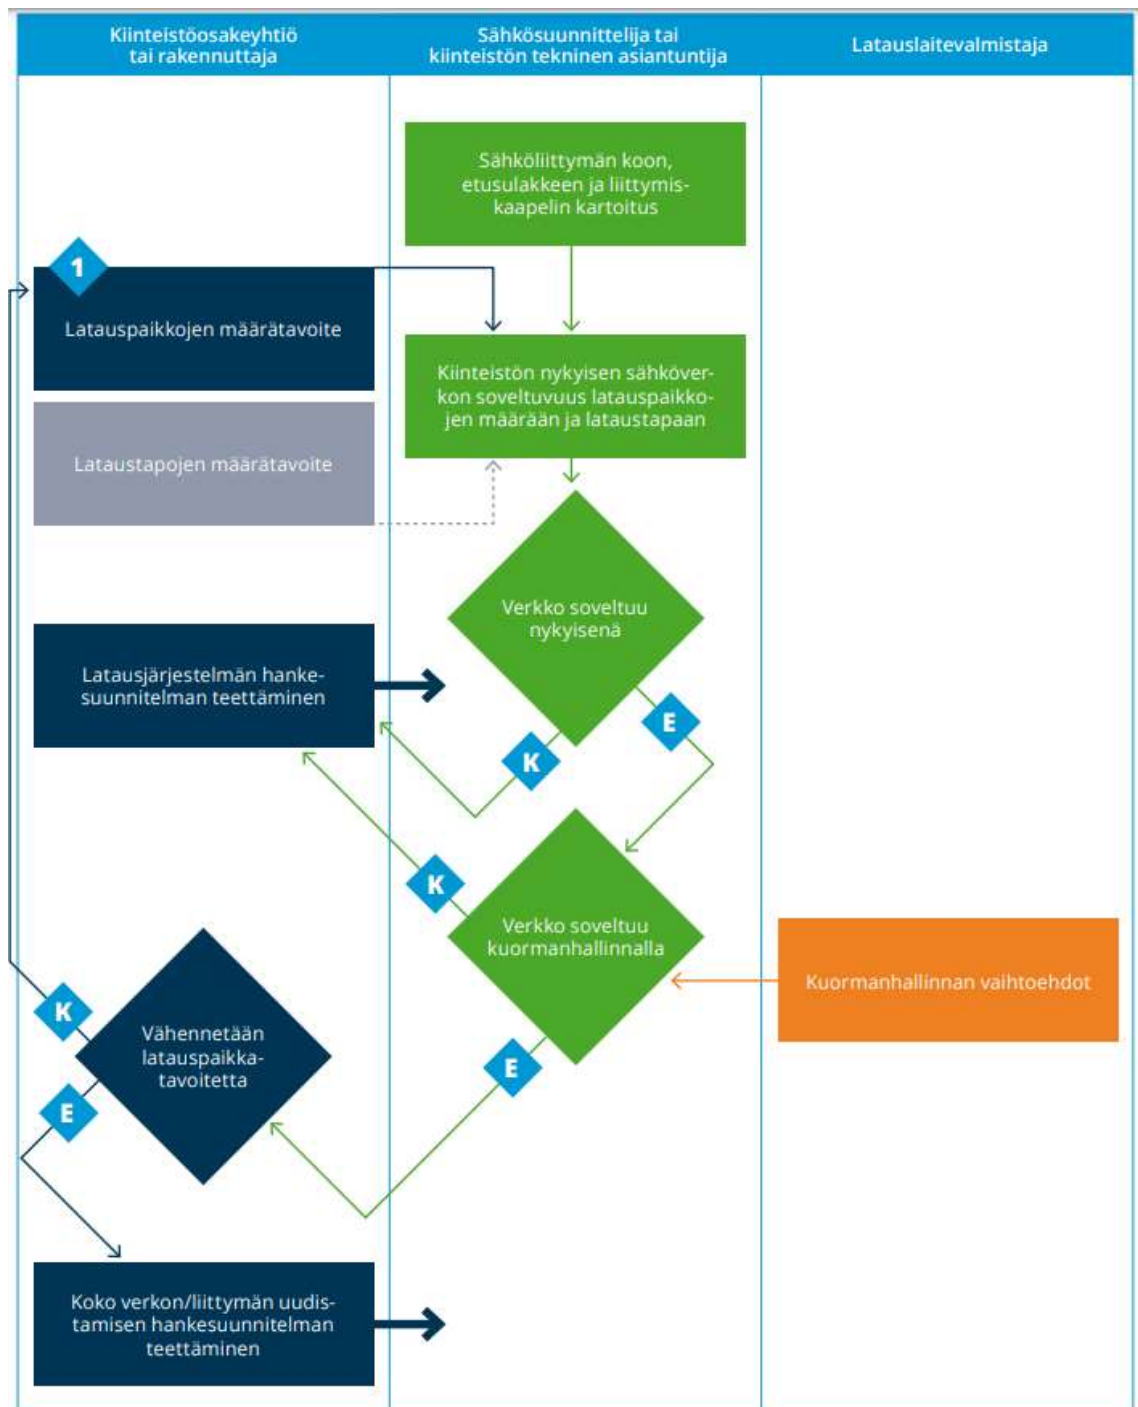 Kiinteistöosakeyhtiö
tai rakennuttaja
Sähkösuunnittelija tai
kiinteistön tekninen asiantuntija
Latauslaitevalmistaja
Sähköliittymän koon,
etusulakkeen ja liittymis-
kaapelin kartoitus
1
Latauspaikkojen määrätavoite
Kiinteistön nykyisen sähköver-
kon soveltuvuus latauspaikko-
jen määrään ja lataustapaan
Lataustapojen määrätavoite
Verkko soveltuu
nykyisenä
Latausjärjestelmän hanke-
suunnitelman teettäminen
E
K
K
Verkko soveltuu
kuormanhallinnalla
Kuormanhallinnan vaihtoehdot
K
Vähennetään
latauspaikka-
tavoitetta
E
E
Koko verkon/liittymän uudis-
tamisen hankesuunnitelman
teettäminen